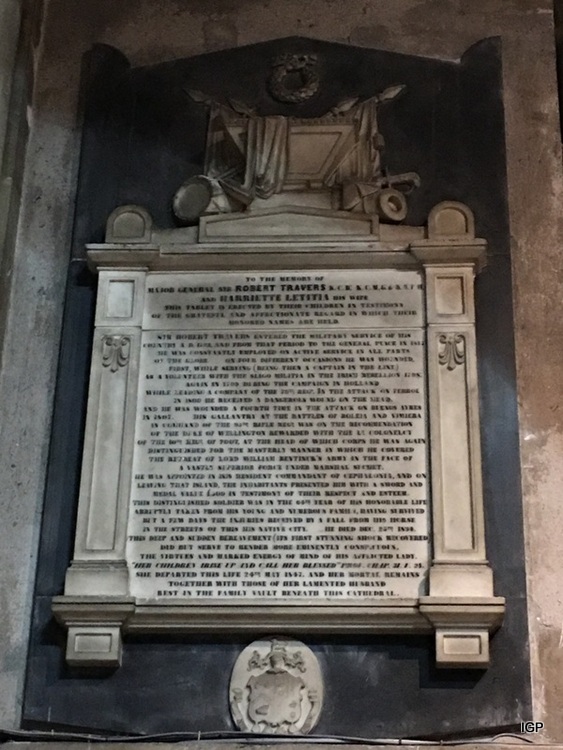 TO THE MEMORY OF
MAJOR GENERAL SIR ROBERT TRAVERS K.C.B. K.C.M.G.
AND HARRIETTE LETITIA HIS WIFE
THIS TABLET IS ERECTED BY THEIR CHILDREN IN TESTIMONY
OF THE GRATEFUL AND AFFECTIONATE REGARD IN WHICH THEIR
HONORED NAMES ARE HELD.
SIR ROBERT TRAVERS ENTERED THE MILITARY SERVICE OF HIS
COUNTRY A.D. AND FROM THAT PERIOD TO THE GENERAL PEACE IN
HE WAS CONSTANTLY EMPLOYED ON ACTIVE SERVICE IN ALL PARTS
OF THE GLOBE ON FOUR DIFFERENT OCCASIONS HE WAS WOUNDED,
FIRST, WHILE SERVING (BEING THEN A CAPTAIN IN THE LINE)
AS A VOLUNTEER WITH THE SLIGO MILITIA IN THE IRISH REBELLION 1798.
AGAIN IN 1799 DURING THE CAMPAIGN IN HOLLAND
WHILE LEADING A COMPANY OF THE REGT. IN THE ATTACK ON FERROL
IN 1800 HE RECEIVED A DANGEROUS WOUND ON THE HEAD,
AND HE WAS WOUNDED A FOURTH TIME IN THE ATTACK ON BUENOS AYRES
IN 1807. HIS GALLANTRY AT THE BATTLES OF ROLEIA AND VIMIERA
IN COMMAND OF THE RIFLE REGT. WAS ON THE RECOMMENDATION
OF THE DUKE OF WELLINGTON REWARDED WITH THE LT. COLONELCY
OF THE REGT. OF FOOT, AT THE HEAD OF WHICH CORPS HE WAS AGAIN
DISTINGUISHED FOR THE MASTERLY MANNER IN WHICH HE COVERED
THE RETREAT OF LORD WILLIAM BENTINCK'S ARMY IN THE FACE OF
A VASTLY SUPERIOR FORCE UNDER MARSHAL SUCHET.
HE WAS APPOINTED IN RESIDENT COMMANDANT OF CEPHALONIA, AND ON
LEAVING THAT ISLAND, THE INHABITANTS PRESENTED HIM WITH A SWORD AND
MEDAL VALUE IN TESTIMONY OF THEIR RESPECT AND ESTEEM.
THIS DISTINGUISHED SOLDIER WAS IN THE 64TH YEAR OF HIS HONORABLE LIFE
ABRUPTLY TAKEN FROM HIS YOUNG AND NUMEROUS FAMILY, HAVING SURVIVED
BUT A FEW DAYS THE INJURIES RECEIVED BY A FALL FROM HIS HORSE
IN THE STREETS OF THIS HIS NATIVE CITY. HE DIED DEC. 1834.
THIS DEEP AND SUDDEN BEREAVEMENT (ITS FIRST STUNNING SHOCK RECOVERED)
DID BUT SERVE TO RENDER MORE EMINENTLY CONSPICUOUS,
THE VIRTUES AND MARKED ENERGY OF MIND OF HIS AFFLICTED LADY.
"HER CHILDREN ARISE UP AND CALL HER BLESSED" PROV. CHAP. 31. V. 28.
SHE DEPARTED THIS LIFE 24TH MAY 1847, AND HER MORTAL REMAINS
TOGETHER WITH THOSE OF HER LAMENTED HUSBAND
REST IN THE FAMILY VAULT BENEATH THIS CATHEDRAL.
IGP